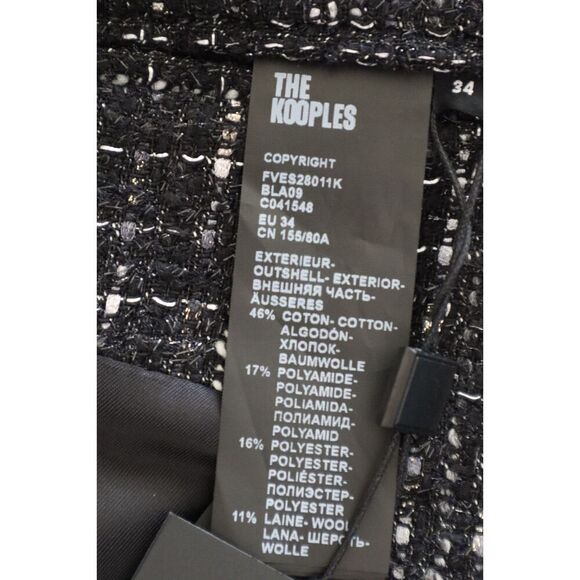 34
THE
KOOPLES
COPYRIGHT
FVES28011K
BLA09
C041548
EU 34
CN 155/80A
EXTERIEUR-
OUTSHELL- EXTERIOR-
ВНЕШНЯЯ ЧАСТЬ-
ÄUSSERES
46% COTON- COTTON-
ALGODÓN-
ХЛОПОК-
BAUMWOLLE
17% POLYAMIDE-
POLYAMIDE-
POLIAMIDA-
ПОЛИАМИД-
POLYAMID
16% POLYESTER-
POLYESTER-
POLIÉSTER-
ПОЛИЭСТЕР-
POLYESTER
11% LAINE- WOOL
LANA- ШЕРСТЬ-
WOLLE